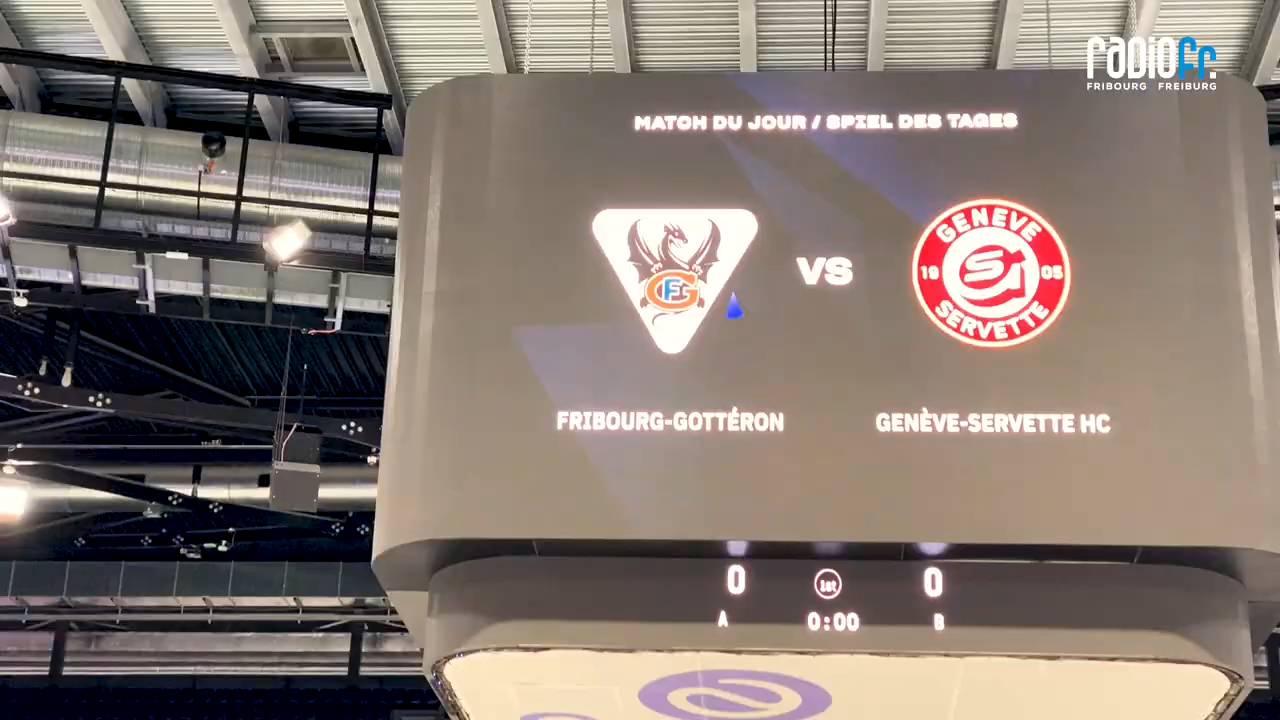 radiofr.
FRIBOURG FREIBURG
MATCH DU JOUR / SPIEL DES TAGES
FG
GENEVE
19 SG 05
SERVETTE
VS
FRIBOURG-GOTTÉRON
GENÈVE-SERVETTE HC
0 1st 0
A 0:00 B